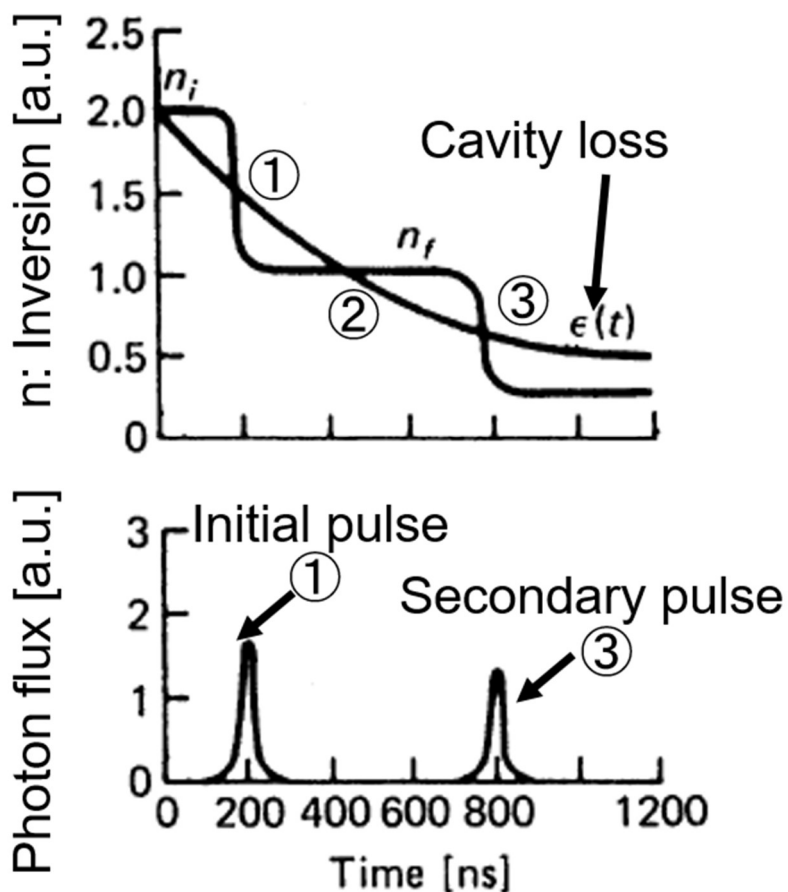 n: Inversion [a.u.]
2.5
2.0
1.5
1.0
0.5
0
n_i
①
Cavity loss
n_f
②
③
ϵ(t)
Photon flux [a.u.]
3
2
1
0
Initial pulse
①
Secondary pulse
③
0 200 400 600 800 1200
Time [ns]